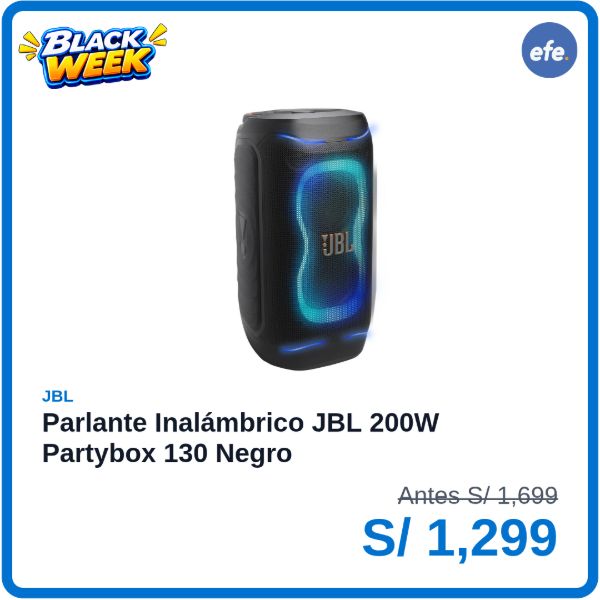 BLACK
WEEK
efe.
JBL
JBL
Parlante Inalámbrico JBL 200W
Partybox 130 Negro
Antes S/ 1,699
S/ 1,299